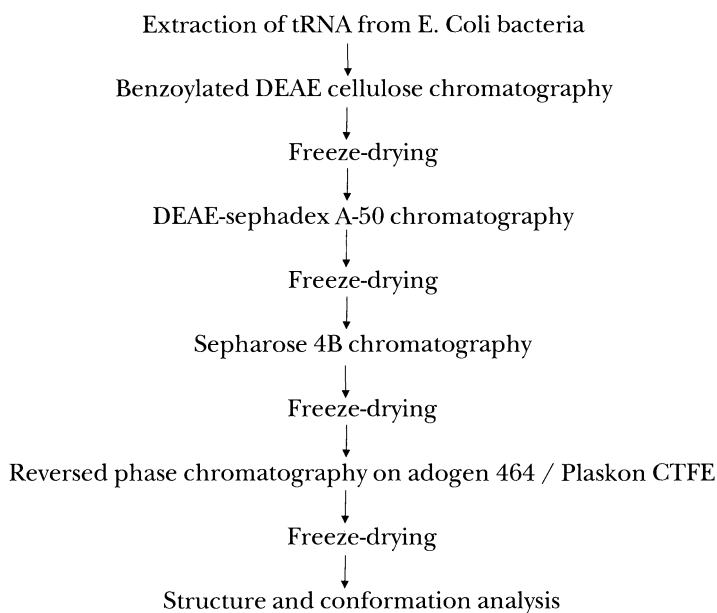 Extraction of tRNA from E. Coli bacteria
Benzoylated DEAE cellulose chromatography
Freeze-drying
DEAE-sephadex A-50 chromatography
Freeze-drying
Sepharose 4B chromatography
Freeze-drying
Reversed phase chromatography on adogen 464 / Plaskon CTFE
Freeze-drying
Structure and conformation analysis